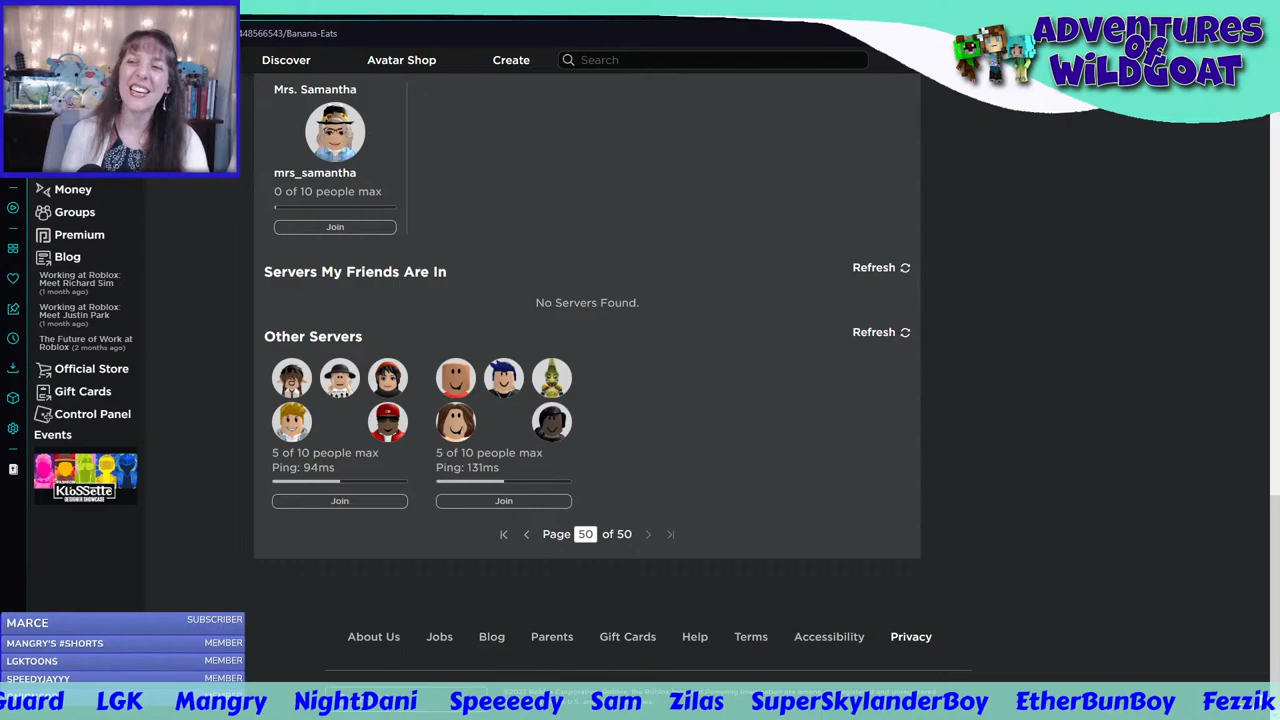 448566543/Banana-Eats
ADVENTURES
OF
WILDGOAT
Discover
Avatar Shop
Create
Search
Mrs. Samantha
mrs_samantha
0 of 10 people max
Join
Money
Groups
Premium
Blog
Working at Roblox:
Meet Richard Sim
(1 month ago)
Working at Roblox:
Meet Justin Park
(1 month ago)
The Future of Work at
Roblox (2 months ago)
Official Store
Gift Cards
Control Panel
Events
KLOSSETTE
DESIGNER SHOWCASE
Servers My Friends Are In
Refresh
No Servers Found.
Other Servers
Refresh
5 of 10 people max
Ping: 94ms
Join
5 of 10 people max
Ping: 131ms
Join
Page 50 of 50
About Us
Jobs
Blog
Parents
Gift Cards
Help
Terms
Accessibility
Privacy
MARCE SUBSCRIBER
MANGRY'S #SHORTS MEMBER
LGKTOONS MEMBER
SPEEDYJAYYY MEMBER
Guard LGK Mangry NightDani Speeeedy Sam Zilas SuperSkylanderBoy EtherBunBoy Fezzik